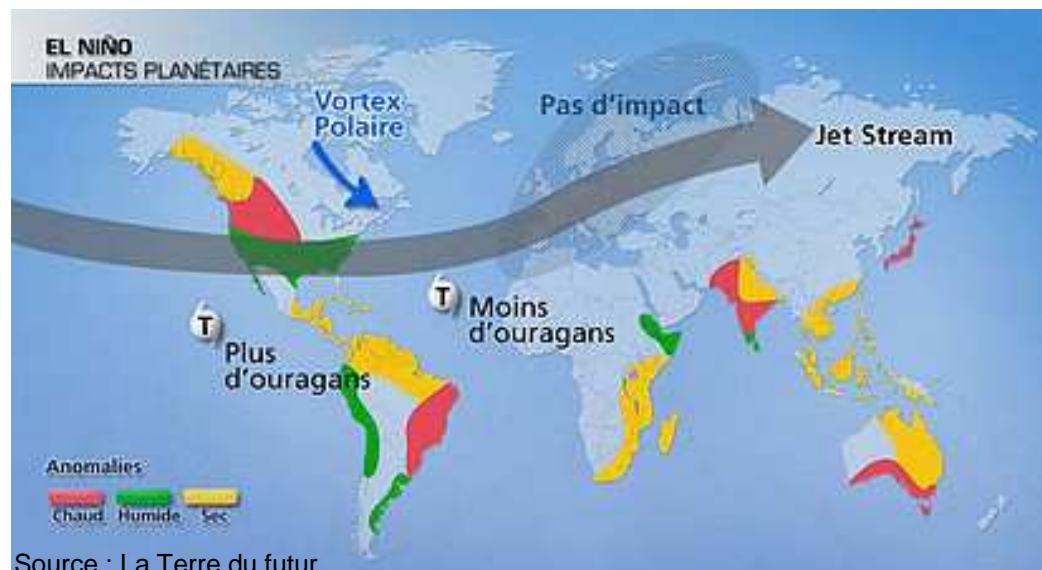 EL NIÑO
IMPACTS PLANÉTAIRES
Vortex
Polaire
Pas d'impact
Jet Stream
T
Moins
d'ouragans
T
Plus
d'ouragans
Anomalies
Chaud Humide Sec
Source : La Terre du futur